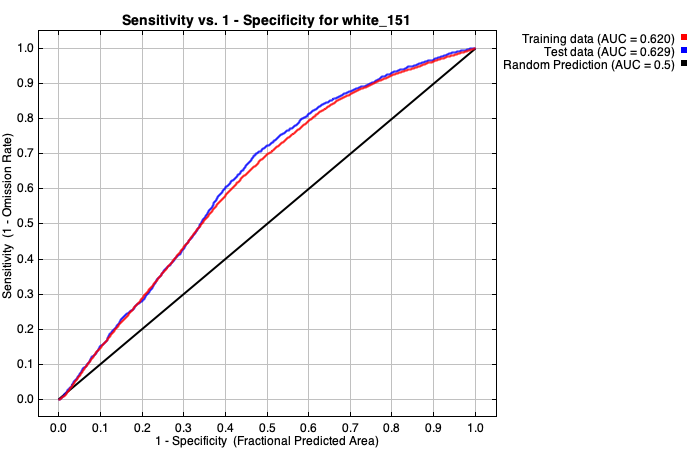 Sensitivity vs. 1 - Specificity for white_151
Training data (AUC = 0.620)
Test data (AUC = 0.629)
Random Prediction (AUC = 0.5)
Sensitivity (1 - Omission Rate)
1.0
0.9
0.8
0.7
0.6
0.5
0.4
0.3
0.2
0.1
0.0
0.0 0.1 0.2 0.3 0.4 0.5 0.6 0.7 0.8 0.9 1.0
1 - Specificity (Fractional Predicted Area)